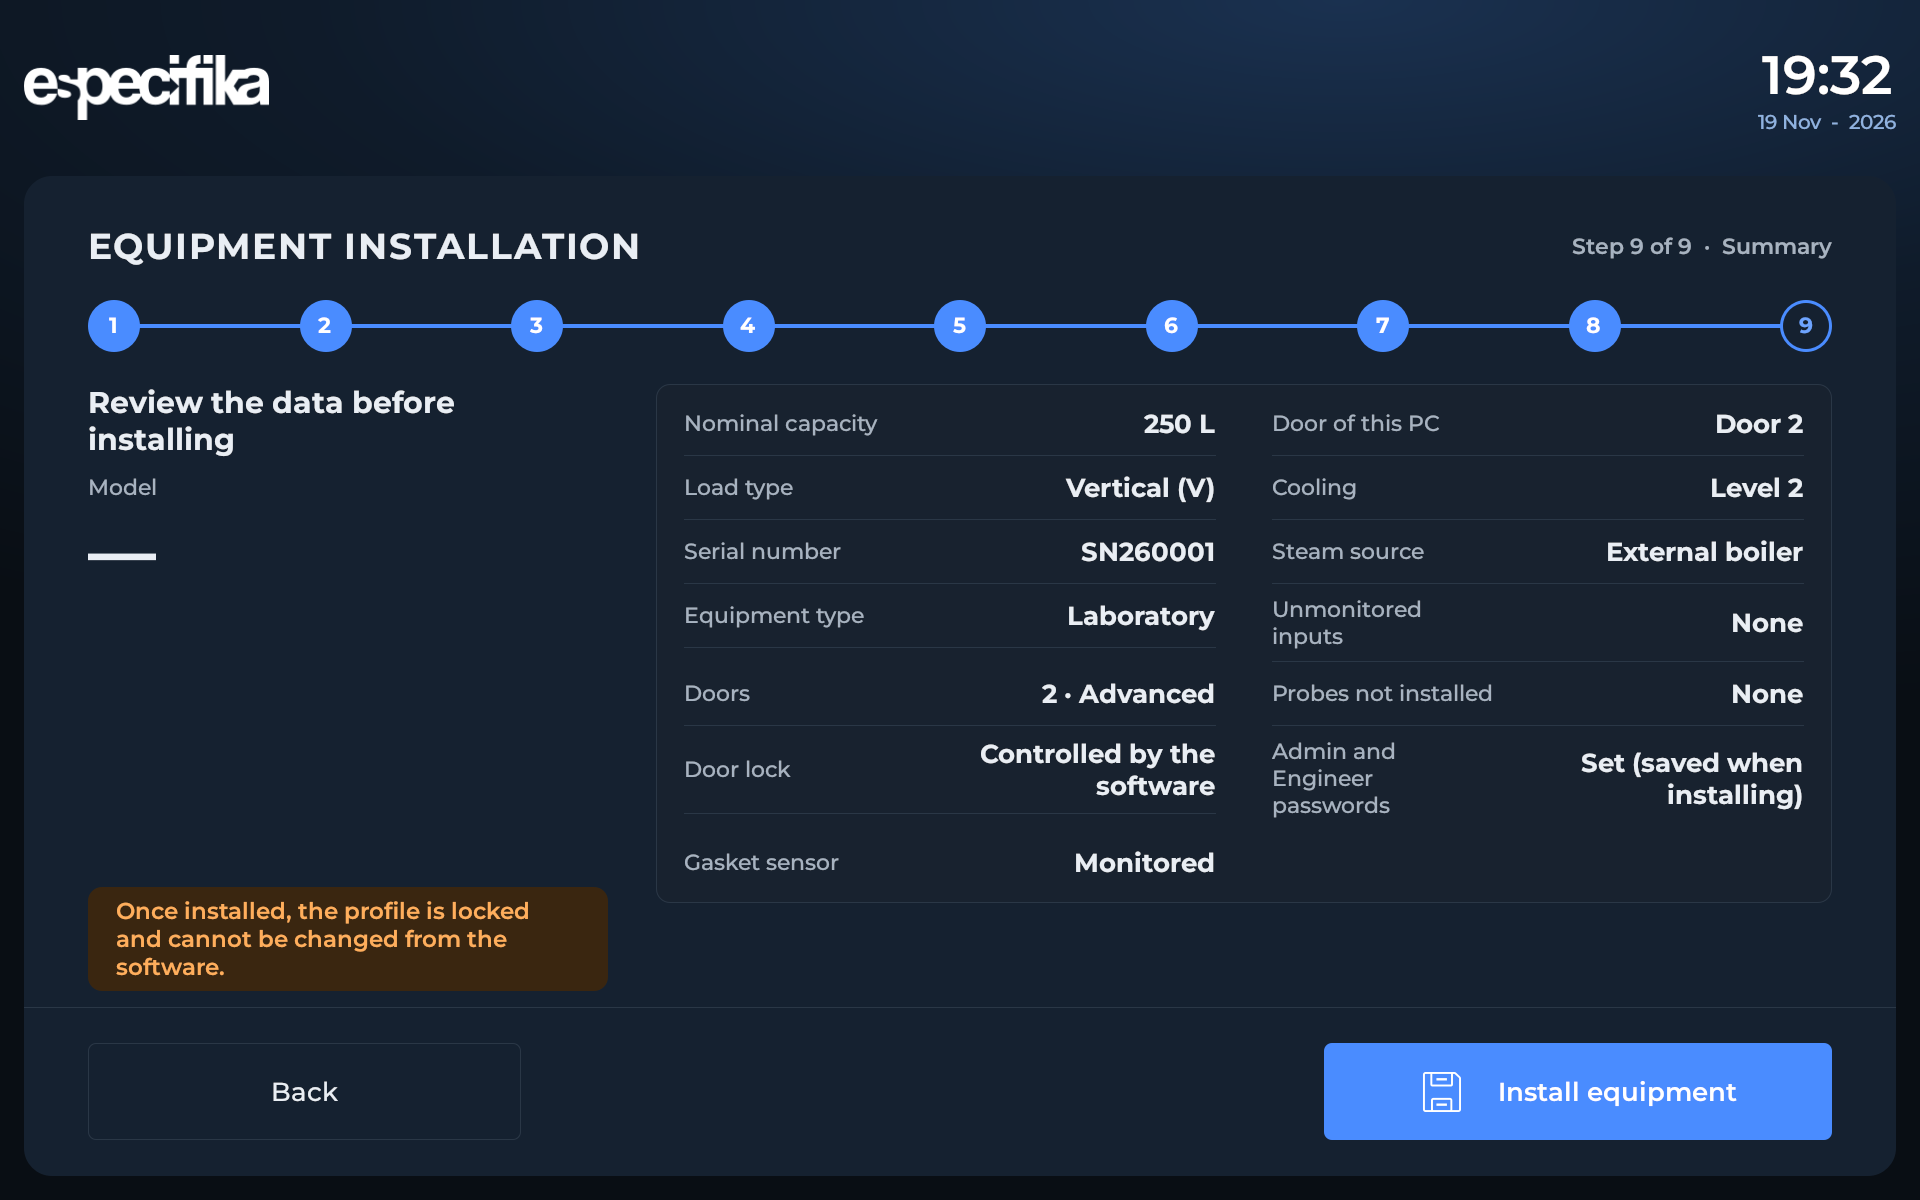 especifika
19:32
19 Nov - 2026
EQUIPMENT INSTALLATION
Step 9 of 9 · Summary
1 2 3 4 5 6 7 8 9
Review the data before
installing
Model
—
Once installed, the profile is locked
and cannot be changed from the
software.
Nominal capacity 250 L
Load type Vertical (V)
Serial number SN260001
Equipment type Laboratory
Doors 2 · Advanced
Door lock Controlled by the
software
Gasket sensor Monitored
Door of this PC Door 2
Cooling Level 2
Steam source External boiler
Unmonitored
inputs None
Probes not installed None
Admin and
Engineer
passwords Set (saved when
installing)
Back
Install equipment